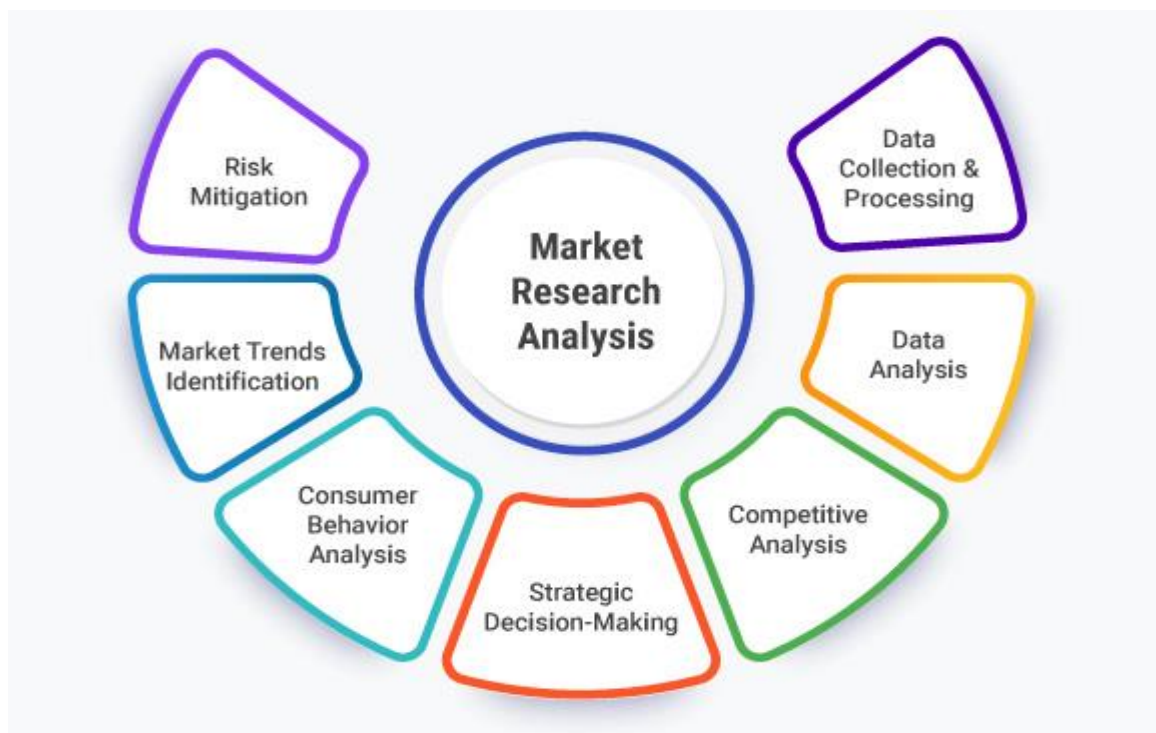 Market
Research
Analysis
Risk
Mitigation
Market Trends
Identification
Consumer
Behavior
Analysis
Strategic
Decision-Making
Competitive
Analysis
Data
Analysis
Data
Collection &
Processing